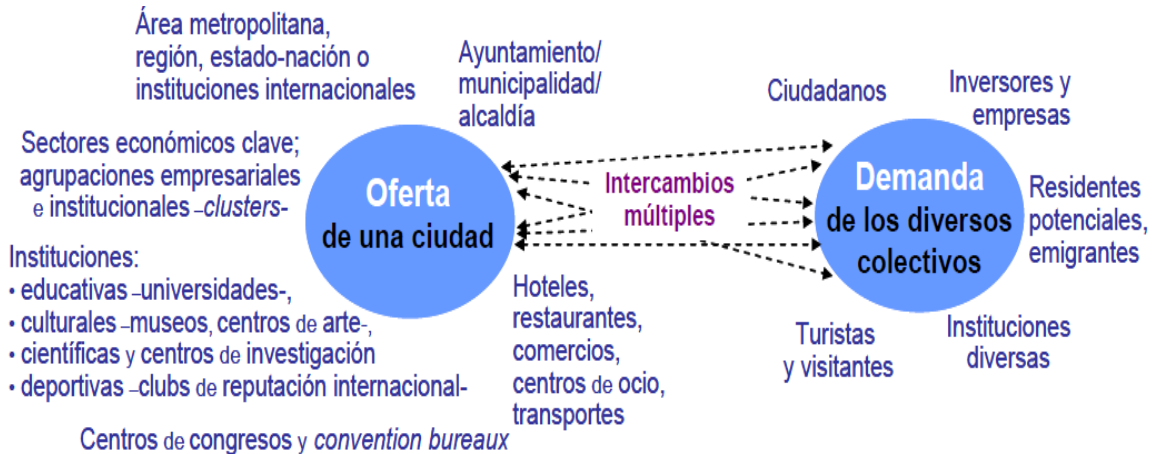 Área metropolitana,
región, estado-nación o
instituciones internacionales
Ayuntamiento/
municipalidad/
alcaldía
Sectores económicos clave;
agrupaciones empresariales
e institucionales –clusters-
Instituciones:
• educativas –universidades-,
• culturales –museos, centros de arte-,
• científicas y centros de investigación
• deportivas –clubs de reputación internacional-
Centros de congresos y convention bureaux
Hoteles,
restaurantes,
comercios,
centros de ocio,
transportes
Oferta
de una ciudad
Intercambios
múltiples
Demanda
de los diversos
colectivos
Ciudadanos
Inversores y
empresas
Residentes
potenciales,
emigrantes
Instituciones
diversas
Turistas
y visitantes